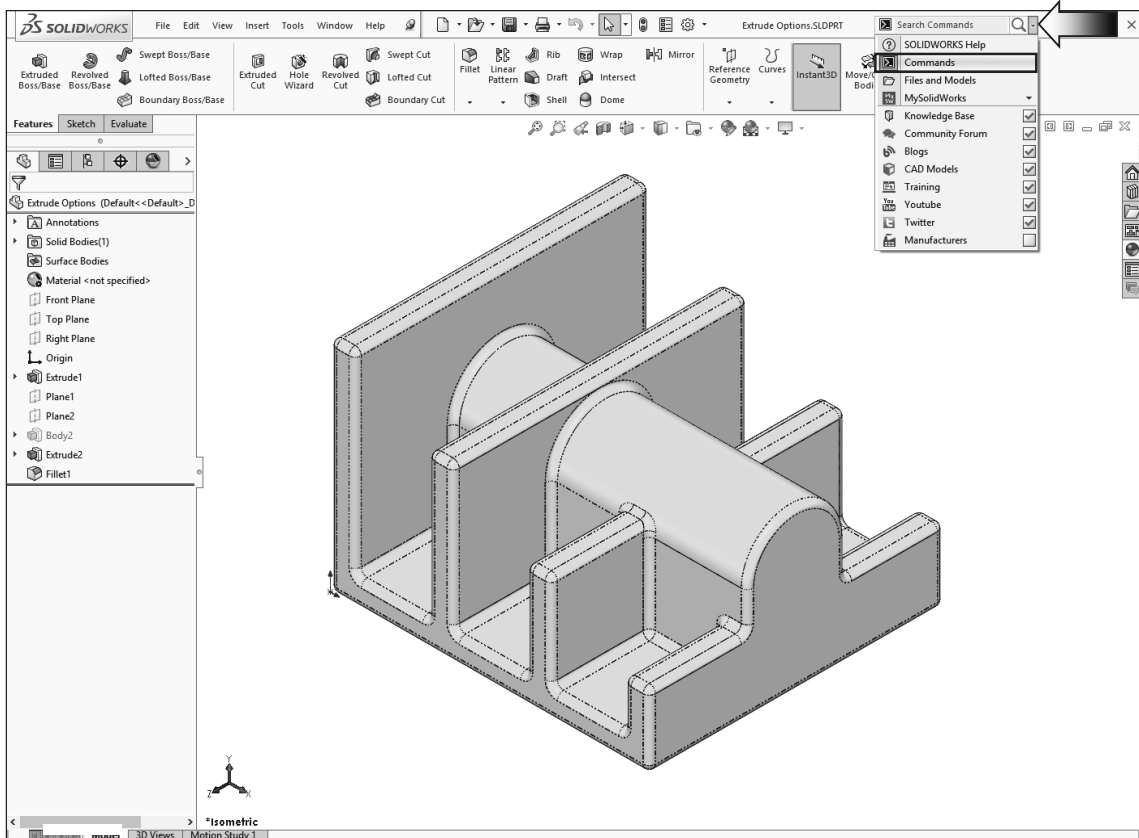 SOLIDWORKS File Edit View Insert Tools Window Help Extrude Options.SLDPRT Search Commands
Extruded Boss/Base
Revolved Boss/Base
Swept Boss/Base
Lofted Boss/Base
Boundary Boss/Base
Extruded Cut
Hole Wizard
Revolved Cut
Swept Cut
Lofted Cut
Boundary Cut
Fillet
Linear Pattern
Rib
Draft
Shell
Wrap
Intersect
Dome
Mirror
Reference Geometry
Curves
Instant3D
SOLIDWORKS Help
Commands
Files and Models
MySolidWorks
Knowledge Base
Community Forum
Blogs
CAD Models
Training
Youtube
Twitter
Manufacturers
Features Sketch Evaluate
Extrude Options (Default<<Default>_D
Annotations
Solid Bodies(1)
Surface Bodies
Material <not specified>
Front Plane
Top Plane
Right Plane
Origin
Extrude1
Plane1
Plane2
Body2
Extrude2
Fillet1
Y
Z X
*Isometric
Model 3D Views Motion Study 1